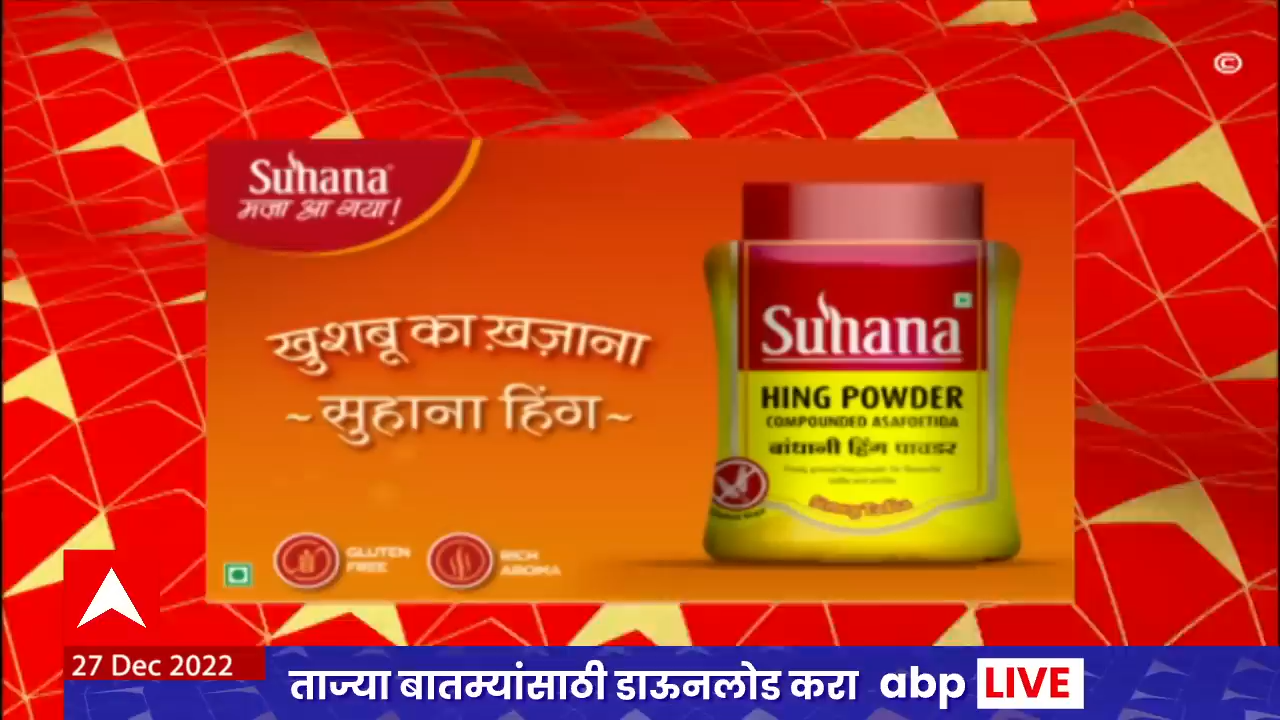 ©
Suhana
मज़ा आ गया!
खुशबू का ख़ज़ाना
~सुहाना हिंग~
GLUTEN
FREE
RICH
AROMA
Suhana
HING POWDER
COMPOUNDED ASAFOETIDA
बांधानी हिंग पावडर
27 Dec 2022
ताज्या बातम्यांसाठी डाऊनलोड करा abp LIVE